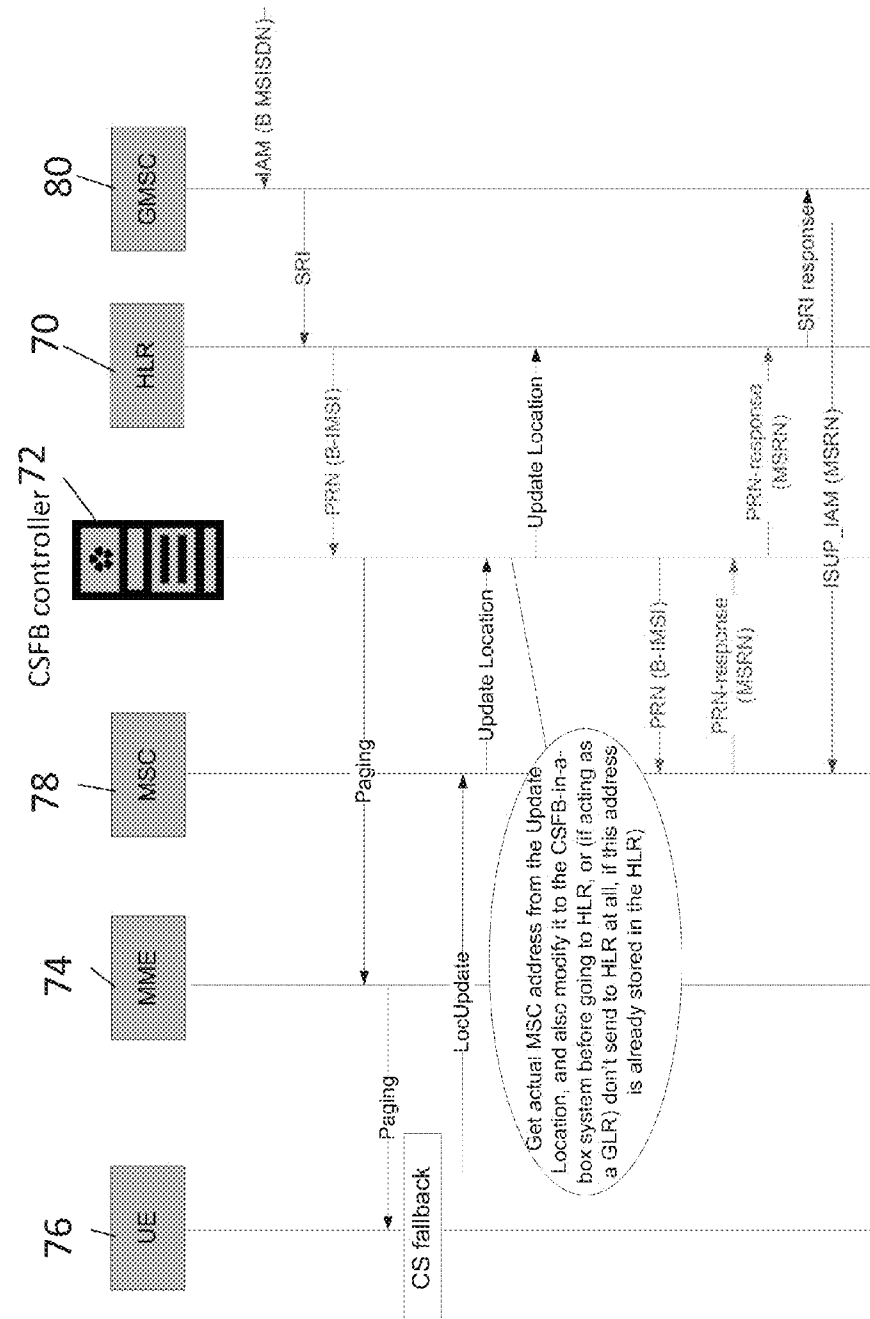 76
UE
74
MME
78
MSC
CSFB controller 72
70
HLR
80
GMSC
IAM (B MSISDN)
SRI
PRN (B-IMSI)
Paging
Paging
CS fallback
LocUpdate
Update Location
Update Location
Get actual MSC address from the Update
Location, and also modify it to the CSFB-in-a-
box system before going to HLR, or (if acting as
a GLR) don't send to HLR at all, if this address
is already stored in the HLR)
PRN (B-IMSI)
PRN-response
(MSRN)
PRN-response
(MSRN)
SRI response
ISUP_IAM (MSRN)